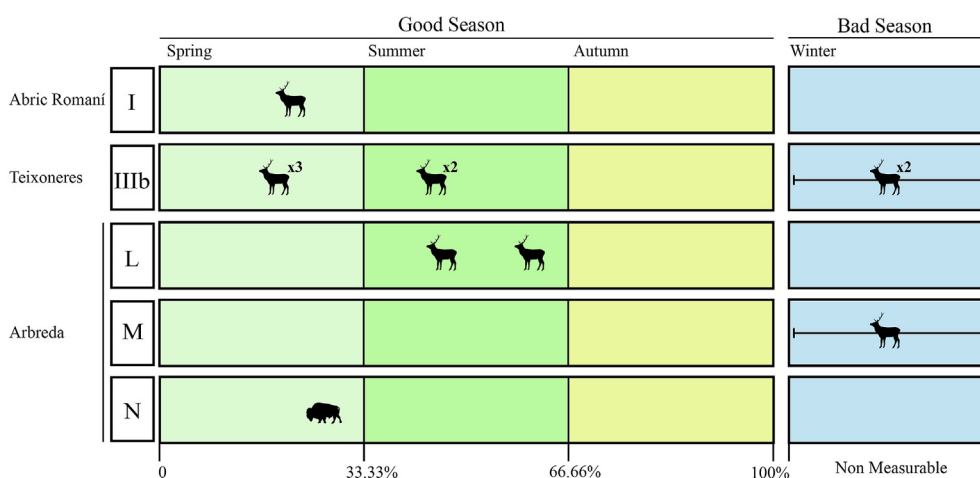 Good Season
Bad Season
Spring
Summer
Autumn
Winter
Abric Romaní
I
Teixoneres
IIIb
x3
x2
x2
L
Arbreda
M
N
0
33.33%
66.66%
100%
Non Measurable